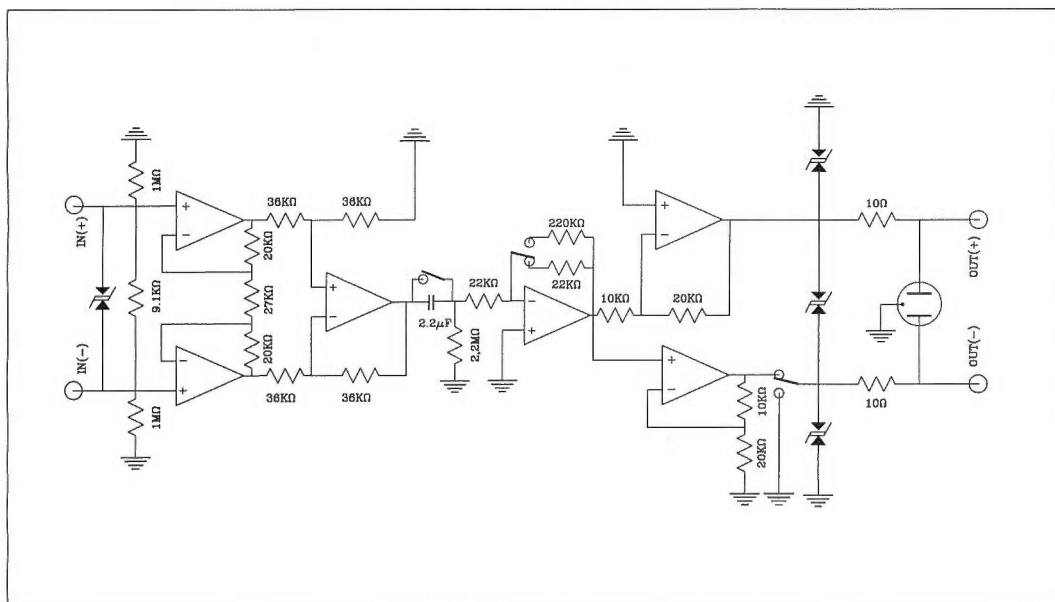 IN(+)
IN(-)
1MΩ
9.1KΩ
1MΩ
+
-
-
+
20KΩ
27KΩ
20KΩ
36KΩ
36KΩ
36KΩ
36KΩ
+
-
2.2μF
2.2MΩ
22KΩ
220KΩ
22KΩ
-
+
10KΩ
20KΩ
+
-
+
-
10KΩ
20KΩ
10Ω
10Ω
OUT(+)
OUT(-)